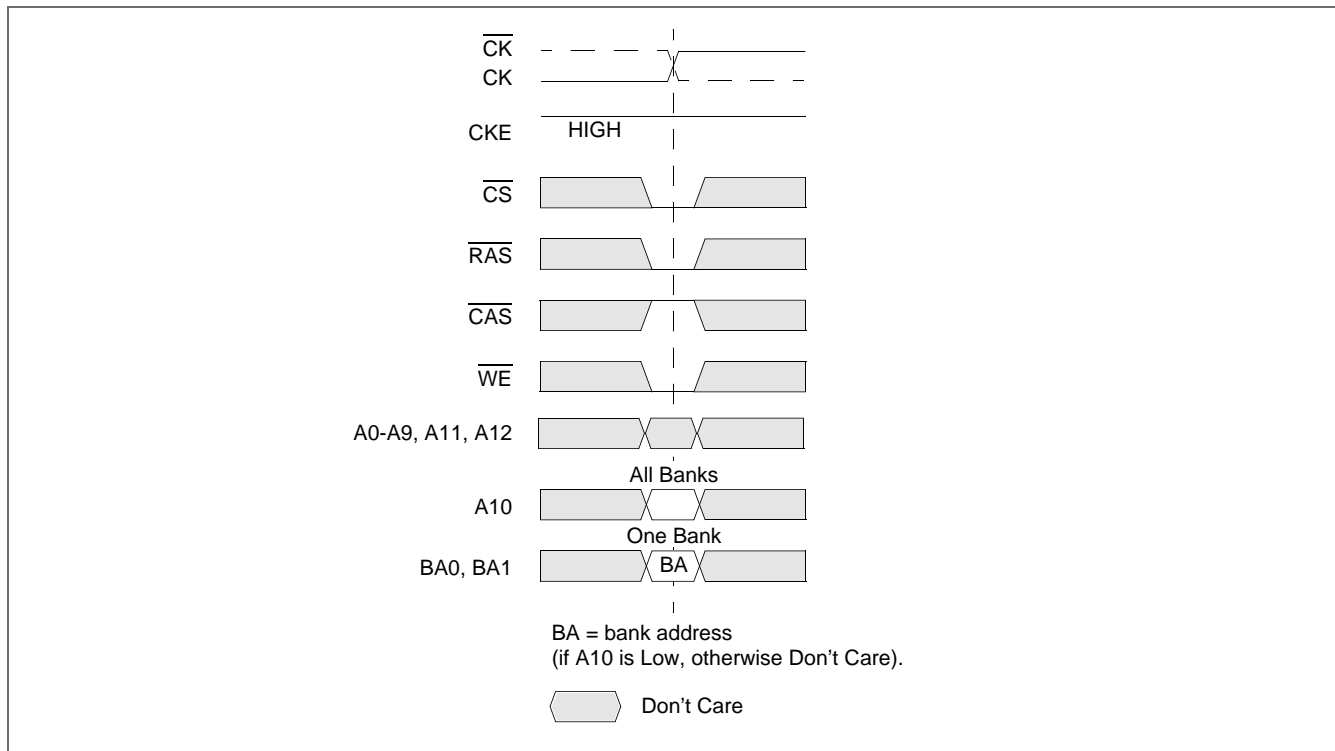 CK
CK
CKE HIGH
CS
RAS
CAS
WE
A0-A9, A11, A12
All Banks
A10
One Bank
BA0, BA1 BA
BA = bank address
(if A10 is Low, otherwise Don't Care).
Don't Care